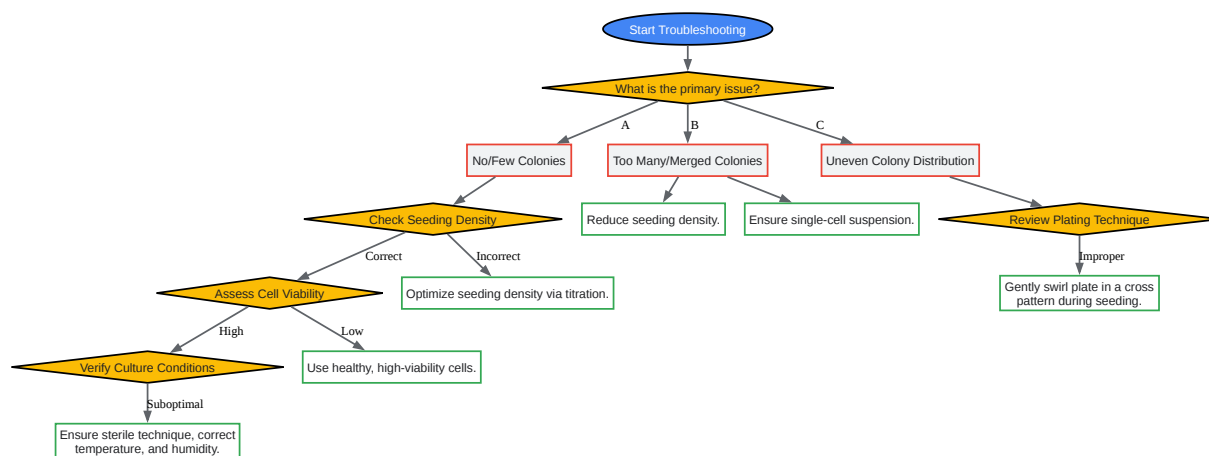 Start Troubleshooting
What is the primary issue?
A
B
C
No/Few Colonies
Too Many/Merged Colonies
Uneven Colony Distribution
Check Seeding Density
Reduce seeding density.
Ensure single-cell suspension.
Review Plating Technique
Correct
Incorrect
Improper
Assess Cell Viability
Optimize seeding density via titration.
Gently swirl plate in a cross
pattern during seeding.
High
Low
Verify Culture Conditions
Use healthy, high-viability cells.
Suboptimal
Ensure sterile technique, correct
temperature, and humidity.